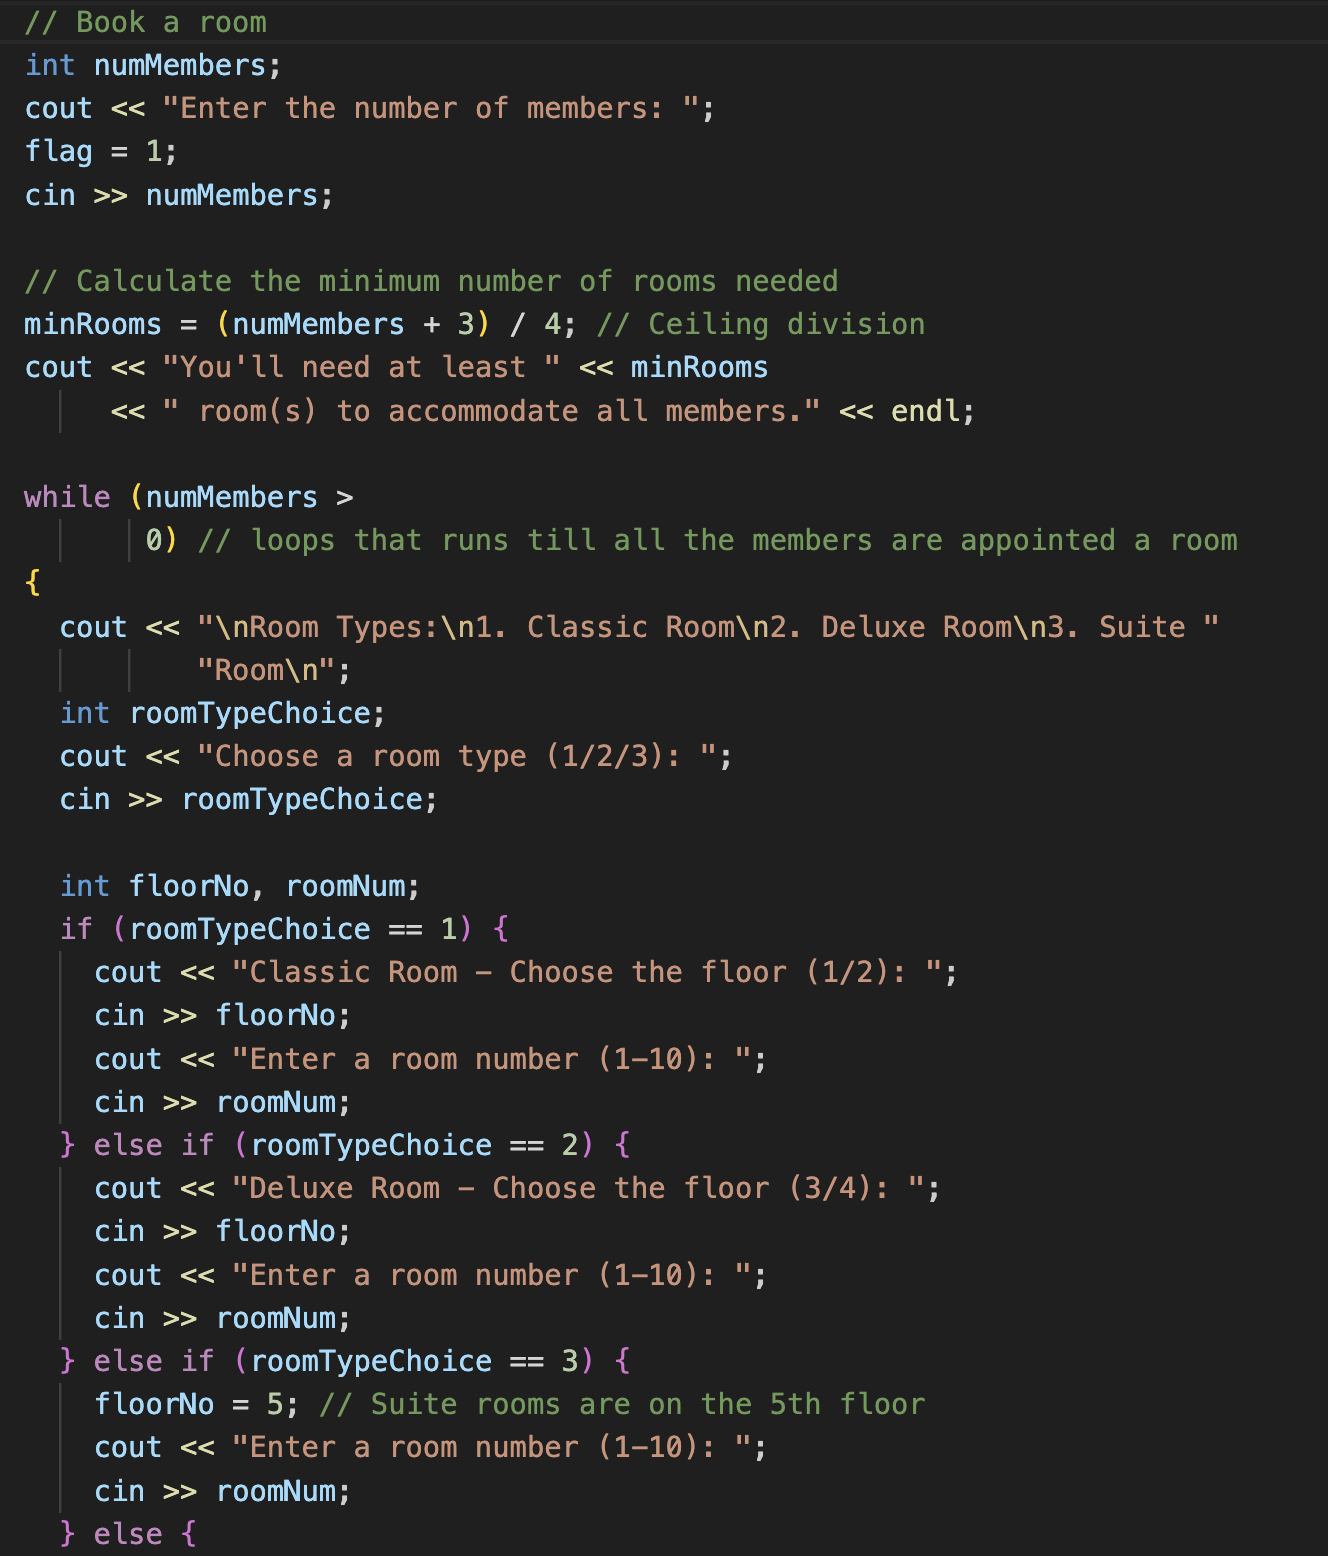 // Book a room
int numMembers;
cout << "Enter the number of members: ";
flag = 1;
cin >> numMembers;

// Calculate the minimum number of rooms needed
minRooms = (numMembers + 3) / 4; // Ceiling division
cout << "You'll need at least " << minRooms
     << " room(s) to accommodate all members." << endl;

while (numMembers >
       0) // loops that runs till all the members are appointed a room
{
  cout << "\nRoom Types:\n1. Classic Room\n2. Deluxe Room\n3. Suite "
          "Room\n";
  int roomTypeChoice;
  cout << "Choose a room type (1/2/3): ";
  cin >> roomTypeChoice;

  int floorNo, roomNum;
  if (roomTypeChoice == 1) {
    cout << "Classic Room – Choose the floor (1/2): ";
    cin >> floorNo;
    cout << "Enter a room number (1–10): ";
    cin >> roomNum;
  } else if (roomTypeChoice == 2) {
    cout << "Deluxe Room – Choose the floor (3/4): ";
    cin >> floorNo;
    cout << "Enter a room number (1–10): ";
    cin >> roomNum;
  } else if (roomTypeChoice == 3) {
    floorNo = 5; // Suite rooms are on the 5th floor
    cout << "Enter a room number (1–10): ";
    cin >> roomNum;
  } else {